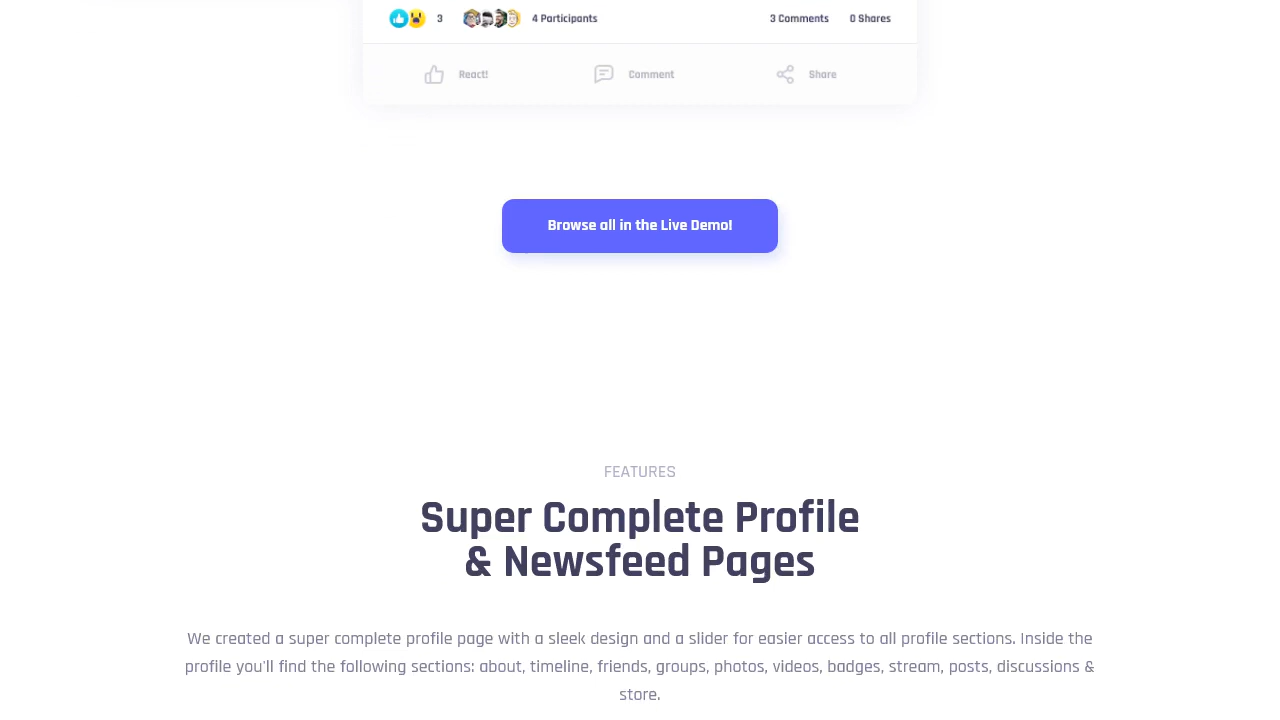 3 4 Participants 3 Comments 0 Shares
React! Comment Share
Browse all in the Live Demo!
FEATURES
Super Complete Profile
& Newsfeed Pages
We created a super complete profile page with a sleek design and a slider for easier access to all profile sections. Inside the
profile you'll find the following sections: about, timeline, friends, groups, photos, videos, badges, stream, posts, discussions &
store.